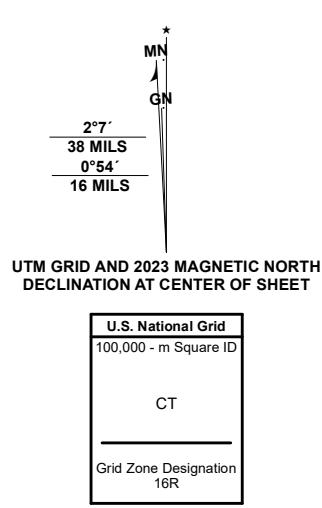 MN
GN
2°7´
38 MILS
0°54´
16 MILS
UTM GRID AND 2023 MAGNETIC NORTH
DECLINATION AT CENTER OF SHEET
U.S. National Grid
100,000 - m Square ID
CT
Grid Zone Designation
16R